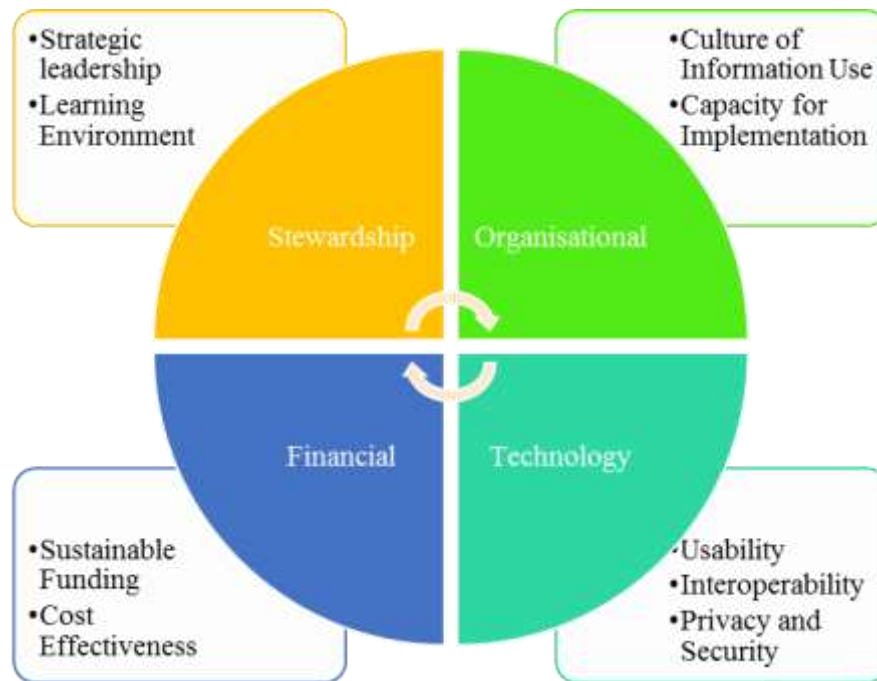 •Strategic
leadership
•Learning
Environment
•Culture of
Information Use
•Capacity for
Implementation
Stewardship
Organisational
Financial
Technology
•Sustainable
Funding
•Cost
Effectiveness
•Usability
•Interoperability
•Privacy and
Security